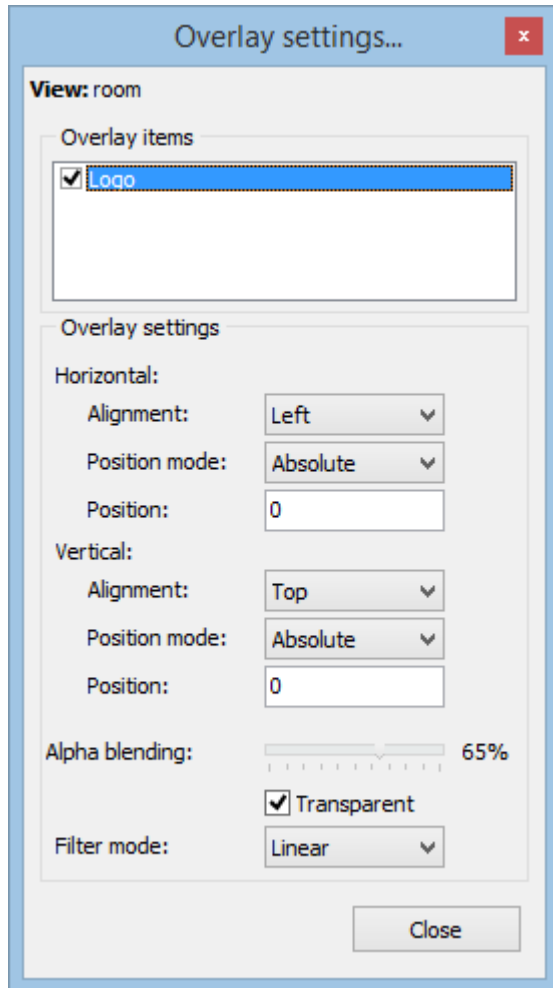 Overlay settings...
x
View: room
Overlay items
Logo
Overlay settings
Horizontal:
Alignment: Left
Position mode: Absolute
Position: 0
Vertical:
Alignment: Top
Position mode: Absolute
Position: 0
Alpha blending: 65%
Transparent
Filter mode: Linear
Close